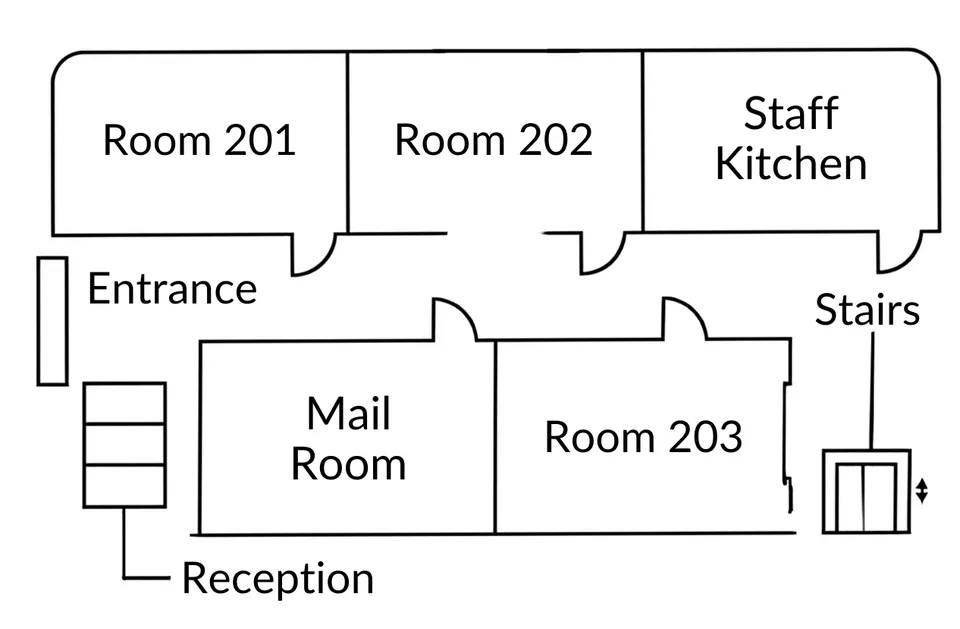 Room 201
Room 202
Staff
Kitchen
Entrance
Stairs
Mail
Room
Room 203
Reception